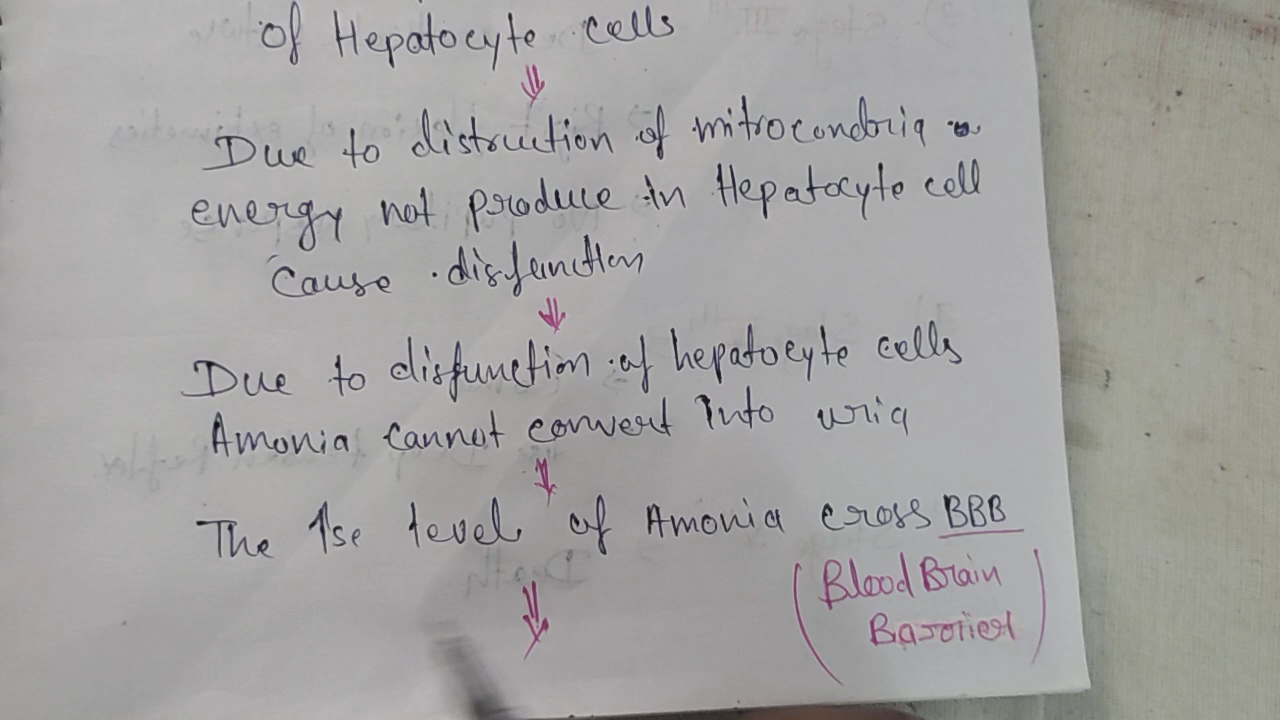 of Hepatocyte cells
Due to distruction of mitrocondria
energy not produce in Hepatocyte cell
cause disfunction
Due to disfunction of hepatocyte cells
Amonia cannot convert Into uria
The ↑se level of Amonia cross BBB
(Blood Brain
Barrier)